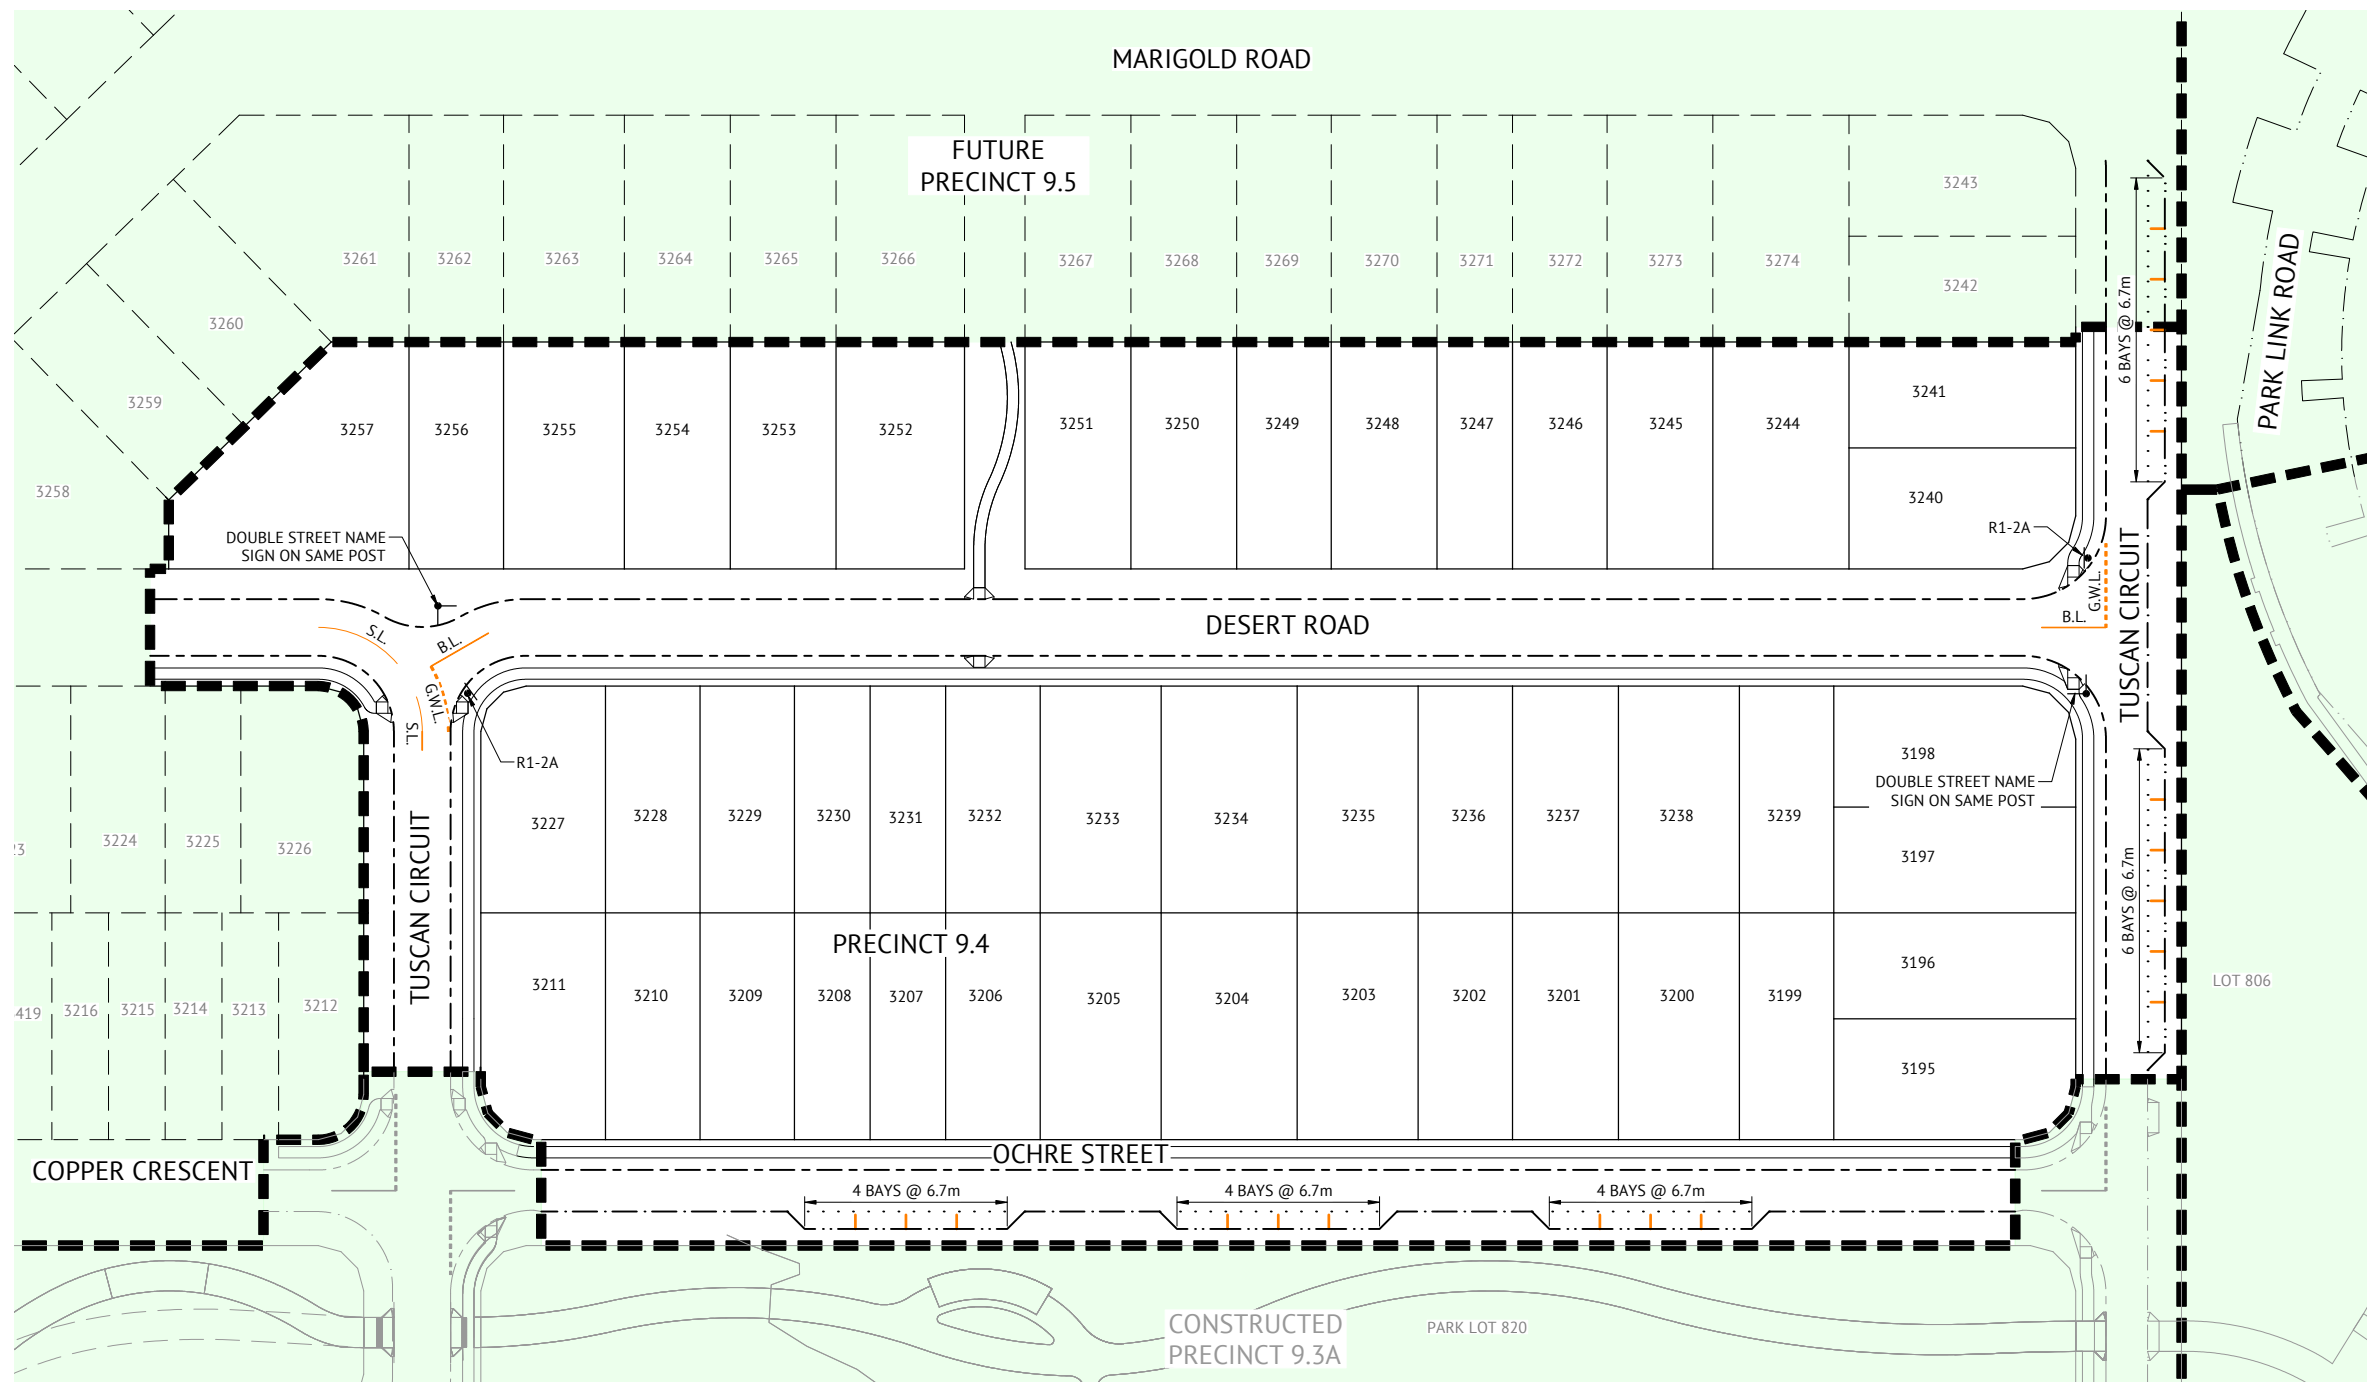 MARIGOLD ROAD
FUTURE
PRECINCT 9.5
3243
3261
3262
3263
3264
3265
3266
3267
3268
3269
3270
3271
3272
3273
3274
3242
6 BAYS @ 6.7m
PARK LINK ROAD
3260
3259
3258
3257
3256
3255
3254
3253
3252
3251
3250
3249
3248
3247
3246
3245
3244
3241
3240
DOUBLE STREET NAME
SIGN ON SAME POST
R1-2A
G.W.L.
B.L.
TUSCAN CIRCUIT
DESERT ROAD
S.L.
B.L.
G.W.L.
S.L.
R1-2A
3198
DOUBLE STREET NAME
SIGN ON SAME POST
3224
3225
3226
TUSCAN CIRCUIT
3227
3228
3229
3230
3231
3232
3233
3234
3235
3236
3237
3238
3239
3197
6 BAYS @ 6.7m
PRECINCT 9.4
3196
LOT 806
419
3216
3215
3214
3213
3212
3211
3210
3209
3208
3207
3206
3205
3204
3203
3202
3201
3200
3199
3195
COPPER CRESCENT
OCHRE STREET
4 BAYS @ 6.7m
4 BAYS @ 6.7m
4 BAYS @ 6.7m
CONSTRUCTED
PRECINCT 9.3A
PARK LOT 820